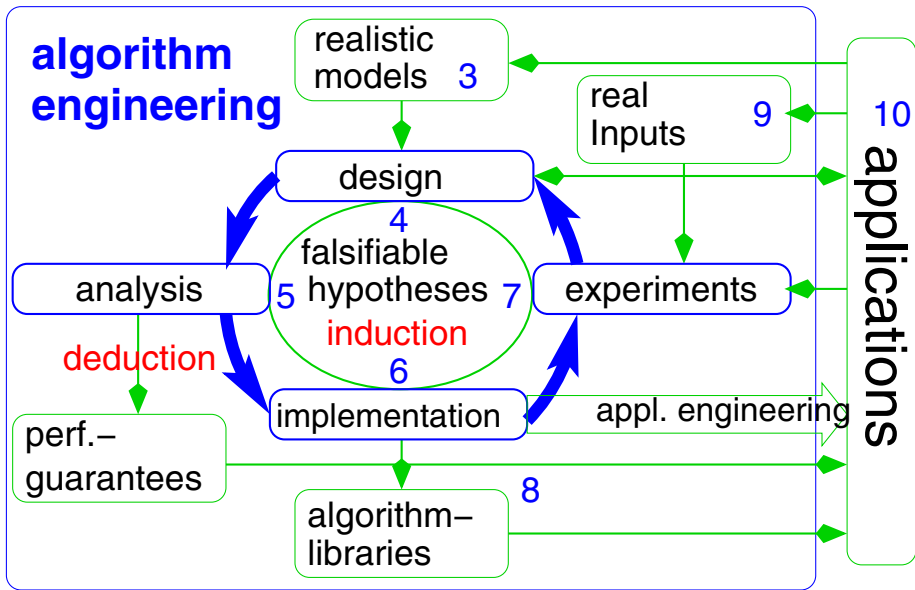 algorithm
engineering
realistic
models 3
real
Inputs 9
10
applications
design
4
falsifiable
hypotheses
induction
5
7
6
analysis
experiments
deduction
implementation
appl. engineering
perf.–
guarantees
8
algorithm–
libraries